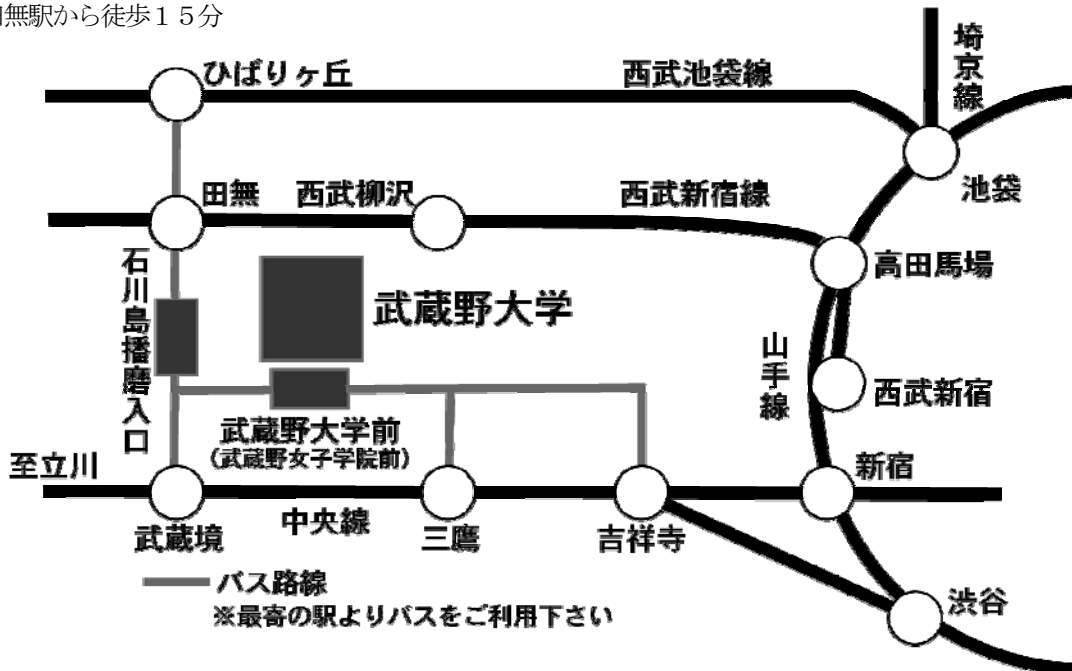 田無駅から徒歩１５分
埼京線
ひばりヶ丘
西武池袋線
池袋
田無
西武柳沢
西武新宿線
高田馬場
石川島播磨入口
武蔵野大学
山手線
西武新宿
武蔵野大学前
（武蔵野女子学院前）
至立川
新宿
武蔵境
中央線
三鷹
吉祥寺
バス路線
渋谷
※最寄の駅よりバスをご利用下さい